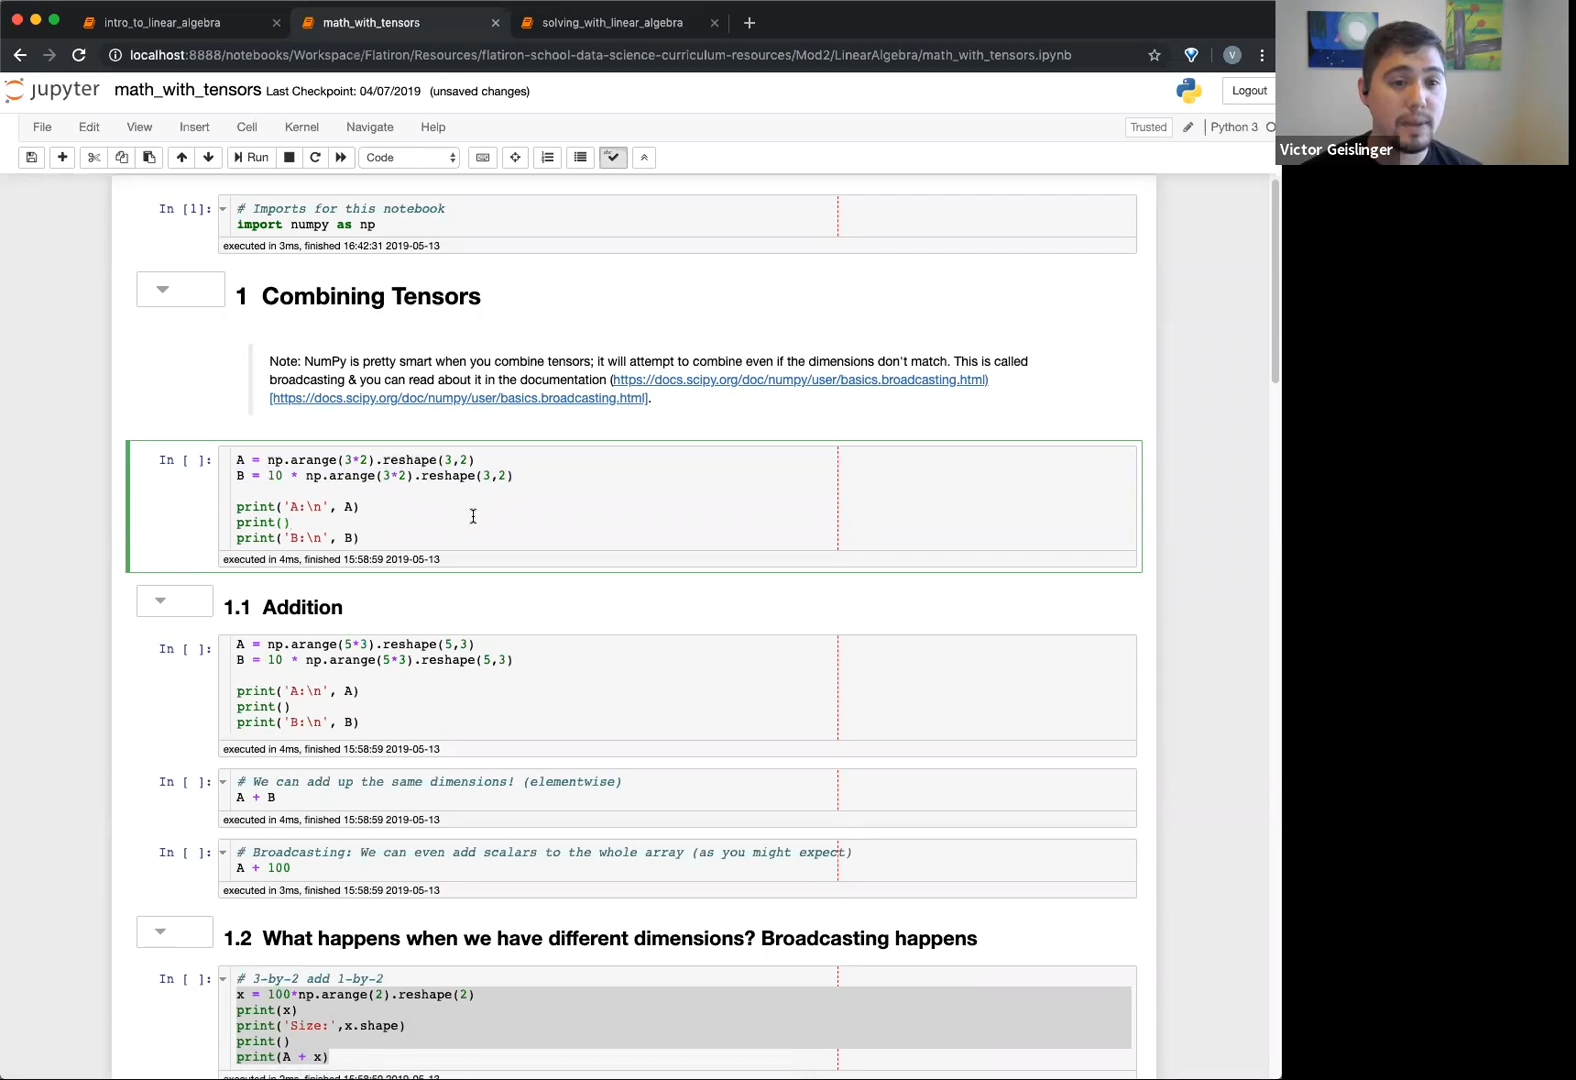 intro_to_linear_algebra
math_with_tensors
solving_with_linear_algebra
localhost:8888/notebooks/Workspace/Flatiron/Resources/flatiron-school-data-science-curriculum-resources/Mod2/LinearAlgebra/math_with_tensors.ipynb
V
jupyter math_with_tensors Last Checkpoint: 04/07/2019 (unsaved changes)
Logout
Victor Geislinger
File Edit View Insert Cell Kernel Navigate Help
Trusted Python 3
Run Code
In [1]:
# Imports for this notebook
import numpy as np
executed in 3ms, finished 16:42:31 2019-05-13
1 Combining Tensors
Note: NumPy is pretty smart when you combine tensors; it will attempt to combine even if the dimensions don't match. This is called
broadcasting & you can read about it in the documentation (https://docs.scipy.org/doc/numpy/user/basics.broadcasting.html)
[https://docs.scipy.org/doc/numpy/user/basics.broadcasting.html].
In [ ]:
A = np.arange(3*2).reshape(3,2)
B = 10 * np.arange(3*2).reshape(3,2)
print('A:\n', A)
print()
print('B:\n', B)
executed in 4ms, finished 15:58:59 2019-05-13
1.1 Addition
In [ ]:
A = np.arange(5*3).reshape(5,3)
B = 10 * np.arange(5*3).reshape(5,3)
print('A:\n', A)
print()
print('B:\n', B)
executed in 4ms, finished 15:58:59 2019-05-13
In [ ]:
# We can add up the same dimensions! (elementwise)
A + B
executed in 4ms, finished 15:58:59 2019-05-13
In [ ]:
# Broadcasting: We can even add scalars to the whole array (as you might expect)
A + 100
executed in 3ms, finished 15:58:59 2019-05-13
1.2 What happens when we have different dimensions? Broadcasting happens
In [ ]:
# 3-by-2 add 1-by-2
x = 100*np.arange(2).reshape(2)
print(x)
print('Size:',x.shape)
print()
print(A + x)
executed in 2ms, finished 15:58:59 2019-05-13